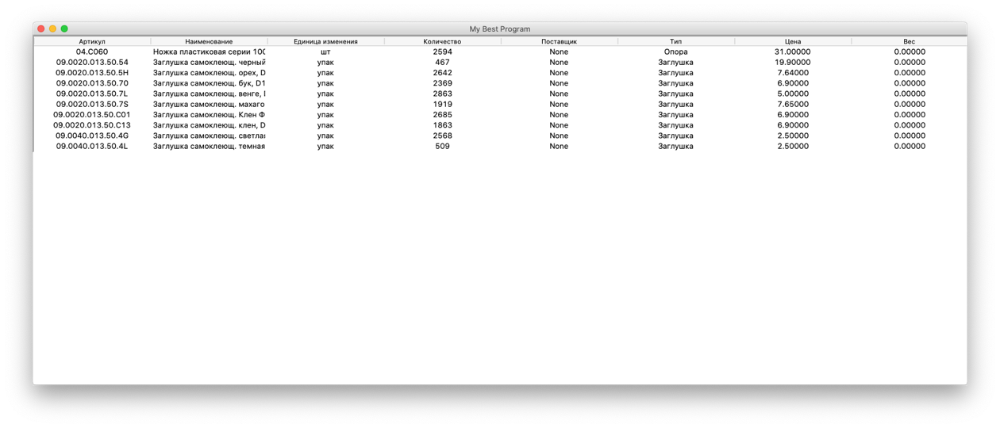 My Best Program
Артикул Наименование Единица изменения Количество Поставщик Тип Цена Вес
04.C060 Ножка пластиковая серии 100 шт 2594 None Опора 31.00000 0.00000
09.0020.013.50.54 Заглушка самоклеющ. черный упак 467 None Заглушка 19.90000 0.00000
09.0020.013.50.5H Заглушка самоклеющ. орех, D упак 2642 None Заглушка 7.64000 0.00000
09.0020.013.50.70 Заглушка самоклеющ. бук, D1 упак 2369 None Заглушка 6.90000 0.00000
09.0020.013.50.7L Заглушка самоклеющ. венге, упак 2863 None Заглушка 5.00000 0.00000
09.0020.013.50.7S Заглушка самоклеющ. махаго упак 1919 None Заглушка 7.65000 0.00000
09.0020.013.50.C01 Заглушка самоклеющ. Клен Ф упак 2685 None Заглушка 6.90000 0.00000
09.0020.013.50.C13 Заглушка самоклеющ. клен, D упак 1863 None Заглушка 6.90000 0.00000
09.0040.013.50.4G Заглушка самоклеющ. светлая упак 2568 None Заглушка 2.50000 0.00000
09.0040.013.50.4L Заглушка самоклеющ. темная упак 509 None Заглушка 2.50000 0.00000